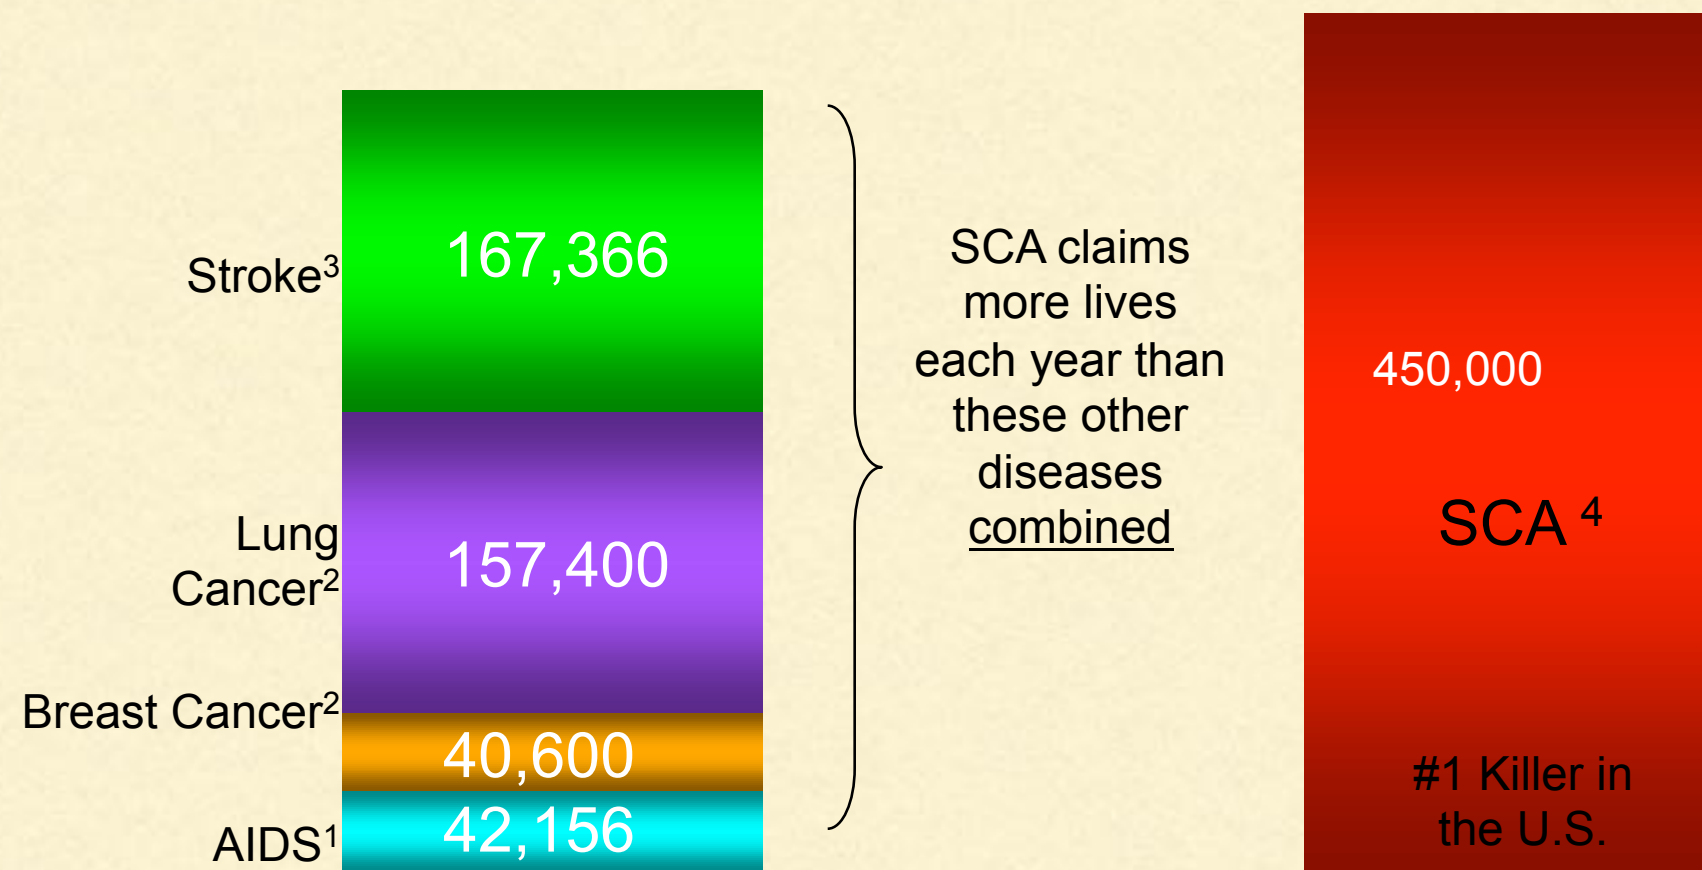 Stroke³
167,366
Lung
Cancer²
157,400
Breast Cancer²
40,600
AIDS¹
42,156
SCA claims
more lives
each year than
these other
diseases
combined
450,000
SCA ⁴
#1 Killer in
the U.S.